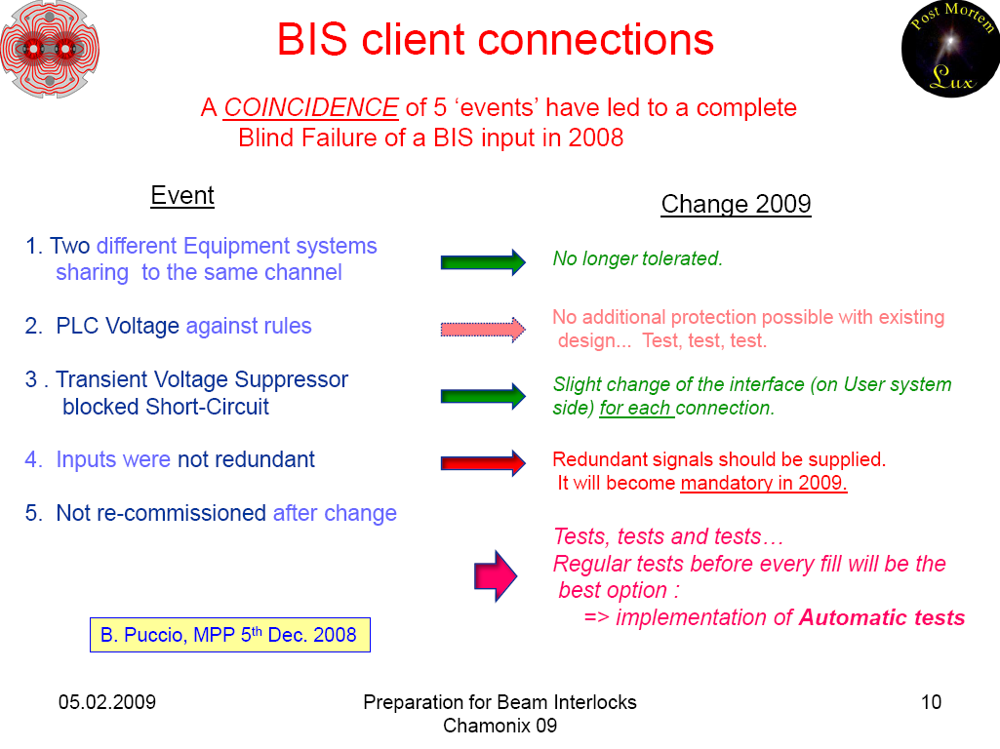 BIS client connections
Post Mortem
Lux
A COINCIDENCE of 5 ‘events’ have led to a complete
Blind Failure of a BIS input in 2008
Event
Change 2009
1. Two different Equipment systems
sharing to the same channel
No longer tolerated.
2. PLC Voltage against rules
No additional protection possible with existing
design... Test, test, test.
3 . Transient Voltage Suppressor
blocked Short-Circuit
Slight change of the interface (on User system
side) for each connection.
4. Inputs were not redundant
Redundant signals should be supplied.
It will become mandatory in 2009.
5. Not re-commissioned after change
Tests, tests and tests…
Regular tests before every fill will be the
best option :
=> implementation of Automatic tests
B. Puccio, MPP 5th Dec. 2008
05.02.2009
Preparation for Beam Interlocks
Chamonix 09
10